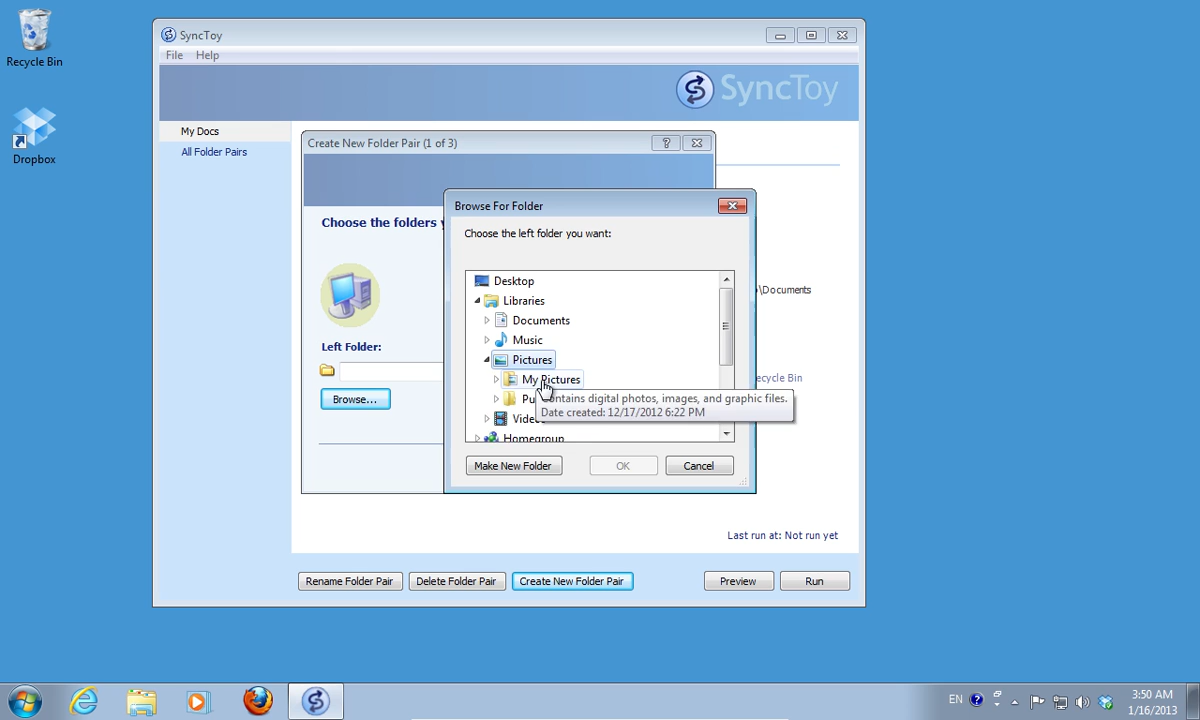 Recycle Bin
Dropbox
SyncToy
File Help
SyncToy
My Docs
All Folder Pairs
Create New Folder Pair (1 of 3)
Choose the folders
Left Folder:
Browse...
Browse For Folder
Choose the left folder you want:
Desktop
Libraries
Documents
Music
Pictures
My Pictures
Contains digital photos, images, and graphic files.
Date created: 12/17/2012 6:22 PM
Homegroup
Make New Folder OK Cancel
\Documents
ecycle Bin
Last run at: Not run yet
Rename Folder Pair Delete Folder Pair Create New Folder Pair Preview Run
EN
3:50 AM
1/16/2013